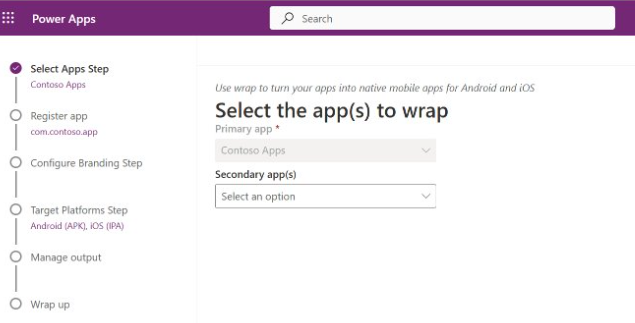 Power Apps
Search
Select Apps Step
Contoso Apps
Register app
com.contoso.app
Configure Branding Step
Target Platforms Step
Android (APK), iOS (IPA)
Manage output
Wrap up
Use wrap to turn your apps into native mobile apps for Android and iOS
Select the app(s) to wrap
Primary app *
Contoso Apps
Secondary app(s)
Select an option